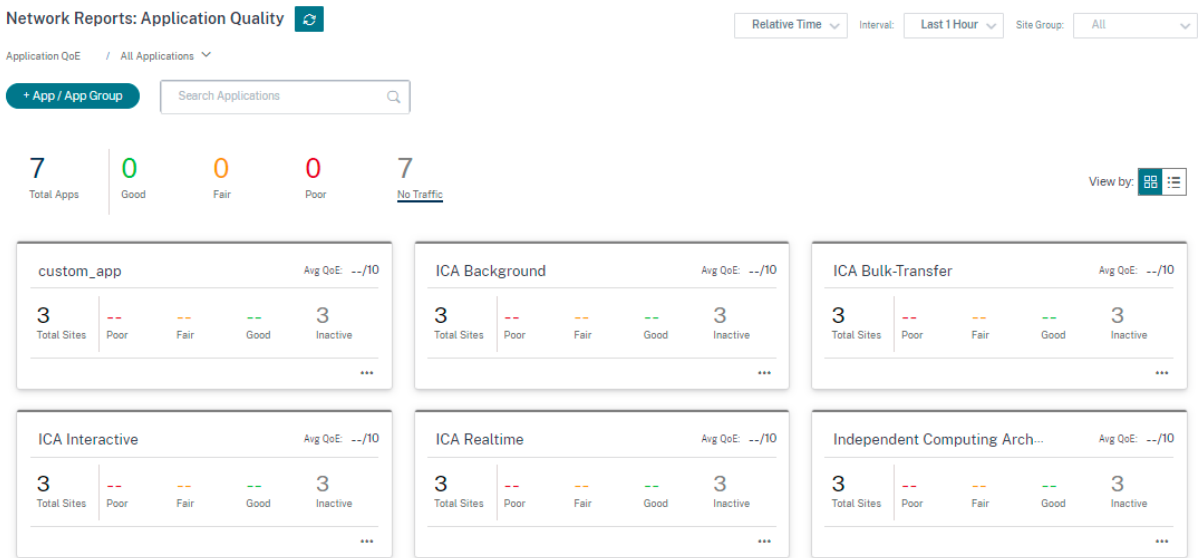 Network Reports: Application Quality
Relative Time
Interval:
Last 1 Hour
Site Group:
All
Application QoE / All Applications
+ App / App Group
Search Applications
7 0 0 0 7
Total Apps Good Fair Poor No Traffic
View by:
custom_app Avg QoE: --/10
3 -- -- -- 3
Total Sites Poor Fair Good Inactive
...
ICA Background Avg QoE: --/10
3 -- -- -- 3
Total Sites Poor Fair Good Inactive
...
ICA Bulk-Transfer Avg QoE: --/10
3 -- -- -- 3
Total Sites Poor Fair Good Inactive
...
ICA Interactive Avg QoE: --/10
3 -- -- -- 3
Total Sites Poor Fair Good Inactive
...
ICA Realtime Avg QoE: --/10
3 -- -- -- 3
Total Sites Poor Fair Good Inactive
...
Independent Computing Arch... Avg QoE: --/10
3 -- -- -- 3
Total Sites Poor Fair Good Inactive
...